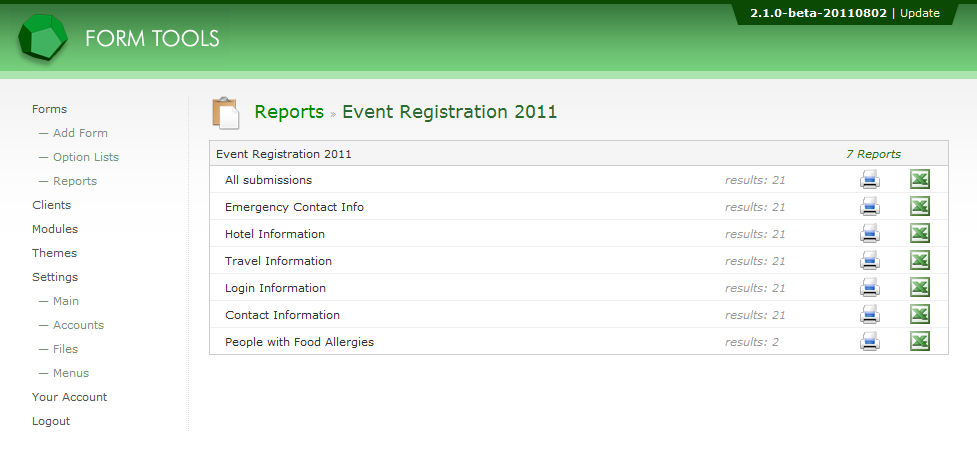 2.1.0-beta-20110802 | Update
FORM TOOLS
Forms
— Add Form
— Option Lists
— Reports
Clients
Modules
Themes
Settings
— Main
— Accounts
— Files
— Menus
Your Account
Logout
Reports » Event Registration 2011
Event Registration 2011 7 Reports
All submissions results: 21
Emergency Contact Info results: 21
Hotel Information results: 21
Travel Information results: 21
Login Information results: 21
Contact Information results: 21
People with Food Allergies results: 2